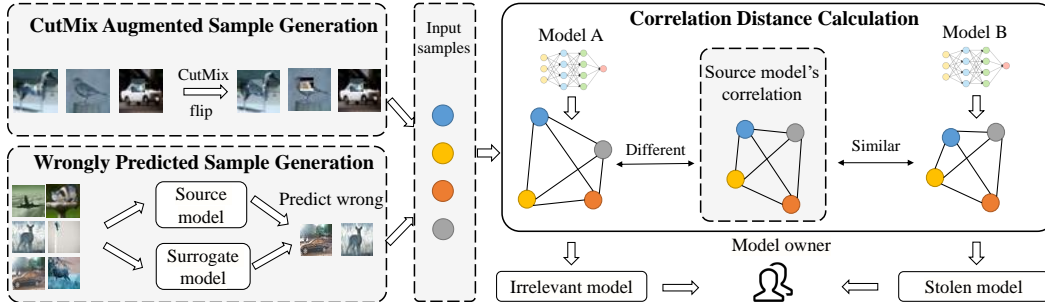 CutMix Augmented Sample Generation
CutMix
flip
Wrongly Predicted Sample Generation
Source
model
Surrogate
model
Predict wrong
Input
samples
Correlation Distance Calculation
Model A
Source model's
correlation
Model B
Different
Similar
Model owner
Irrelevant model
Stolen model